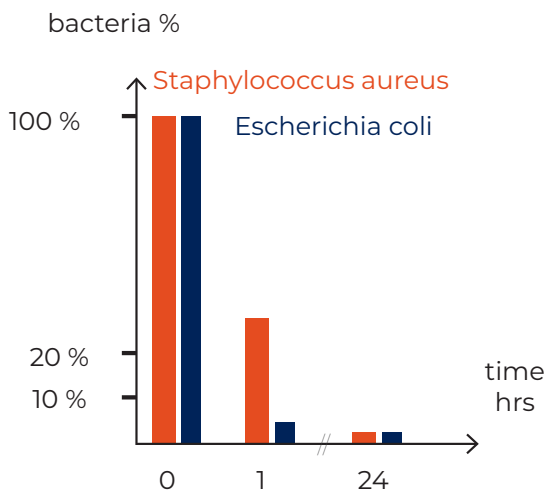 bacteria %
Staphylococcus aureus
100 %
Escherichia coli
20 %
10 %
time
hrs
0
1
24